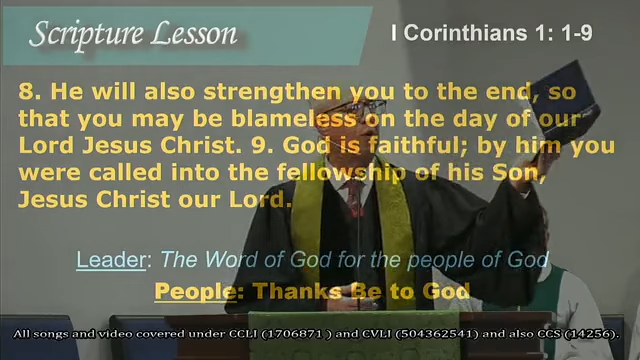 Scripture Lesson
I Corinthians 1: 1-9
8. He will also strengthen you to the end, so
that you may be blameless on the day of our
Lord Jesus Christ. 9. God is faithful; by him you
were called into the fellowship of his Son,
Jesus Christ our Lord.
Leader: The Word of God for the people of God
People: Thanks Be to God
All songs and video covered under CCLI (1706871 ) and CVLI (504362541) and also CCS (14256).